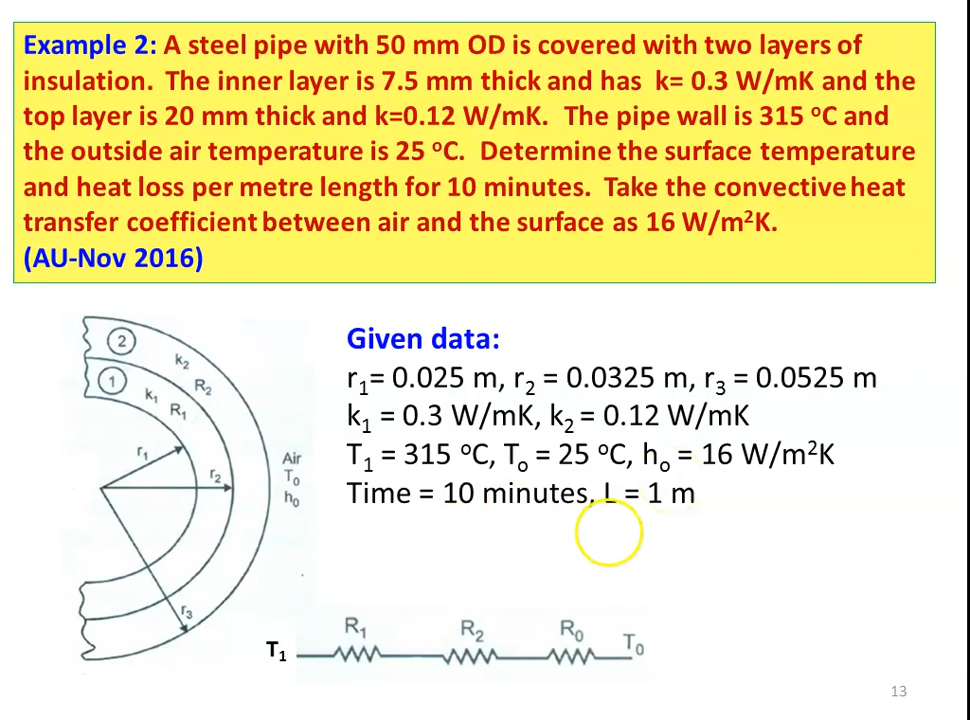 Example 2: A steel pipe with 50 mm OD is covered with two layers of
insulation. The inner layer is 7.5 mm thick and has k= 0.3 W/mK and the
top layer is 20 mm thick and k=0.12 W/mK. The pipe wall is 315 ºC and
the outside air temperature is 25 ºC. Determine the surface temperature
and heat loss per metre length for 10 minutes. Take the convective heat
transfer coefficient between air and the surface as 16 W/m²K.
(AU-Nov 2016)
Given data:
r₁= 0.025 m, r₂ = 0.0325 m, r₃ = 0.0525 m
k₁ = 0.3 W/mK, k₂ = 0.12 W/mK
T₁ = 315 ºC, Tₒ = 25 ºC, hₒ = 16 W/m²K
Time = 10 minutes, L = 1 m
2
k₂
R₂
1
k₁
R₁
r₁
r₂
r₃
Air
T₀
h₀
T₁
R₁
R₂
R₀
T₀
13